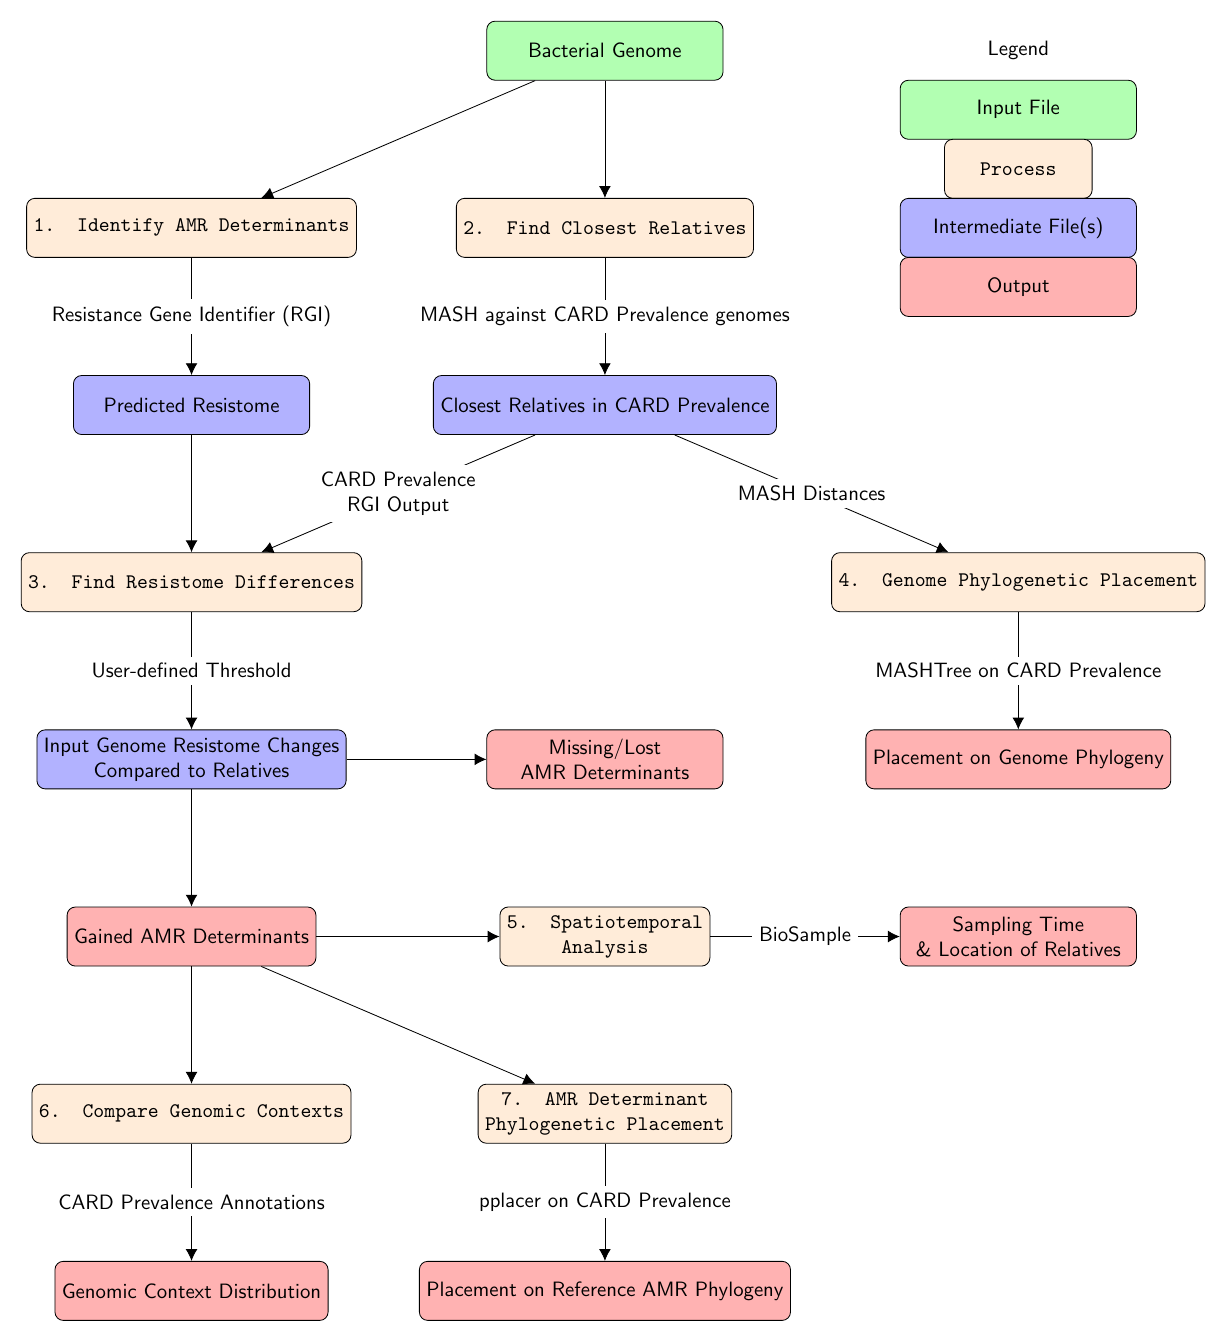 Bacterial Genome
Legend
Input File
Process
Intermediate File(s)
Output
1. Identify AMR Determinants
2. Find Closest Relatives
Resistance Gene Identifier (RGI)
MASH against CARD Prevalence genomes
Predicted Resistome
Closest Relatives in CARD Prevalence
CARD Prevalence
RGI Output
MASH Distances
3. Find Resistome Differences
4. Genome Phylogenetic Placement
User-defined Threshold
MASHTree on CARD Prevalence
Input Genome Resistome Changes
Compared to Relatives
Missing/Lost
AMR Determinants
Placement on Genome Phylogeny
Gained AMR Determinants
5. Spatiotemporal
Analysis
BioSample
Sampling Time
& Location of Relatives
6. Compare Genomic Contexts
7. AMR Determinant
Phylogenetic Placement
CARD Prevalence Annotations
pplacer on CARD Prevalence
Genomic Context Distribution
Placement on Reference AMR Phylogeny